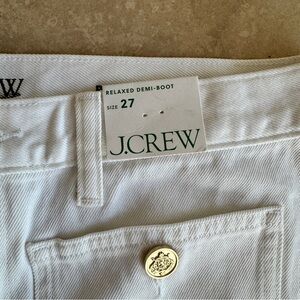 W
RELAXED DEMI-BOOT
SIZE 27
J.CREW